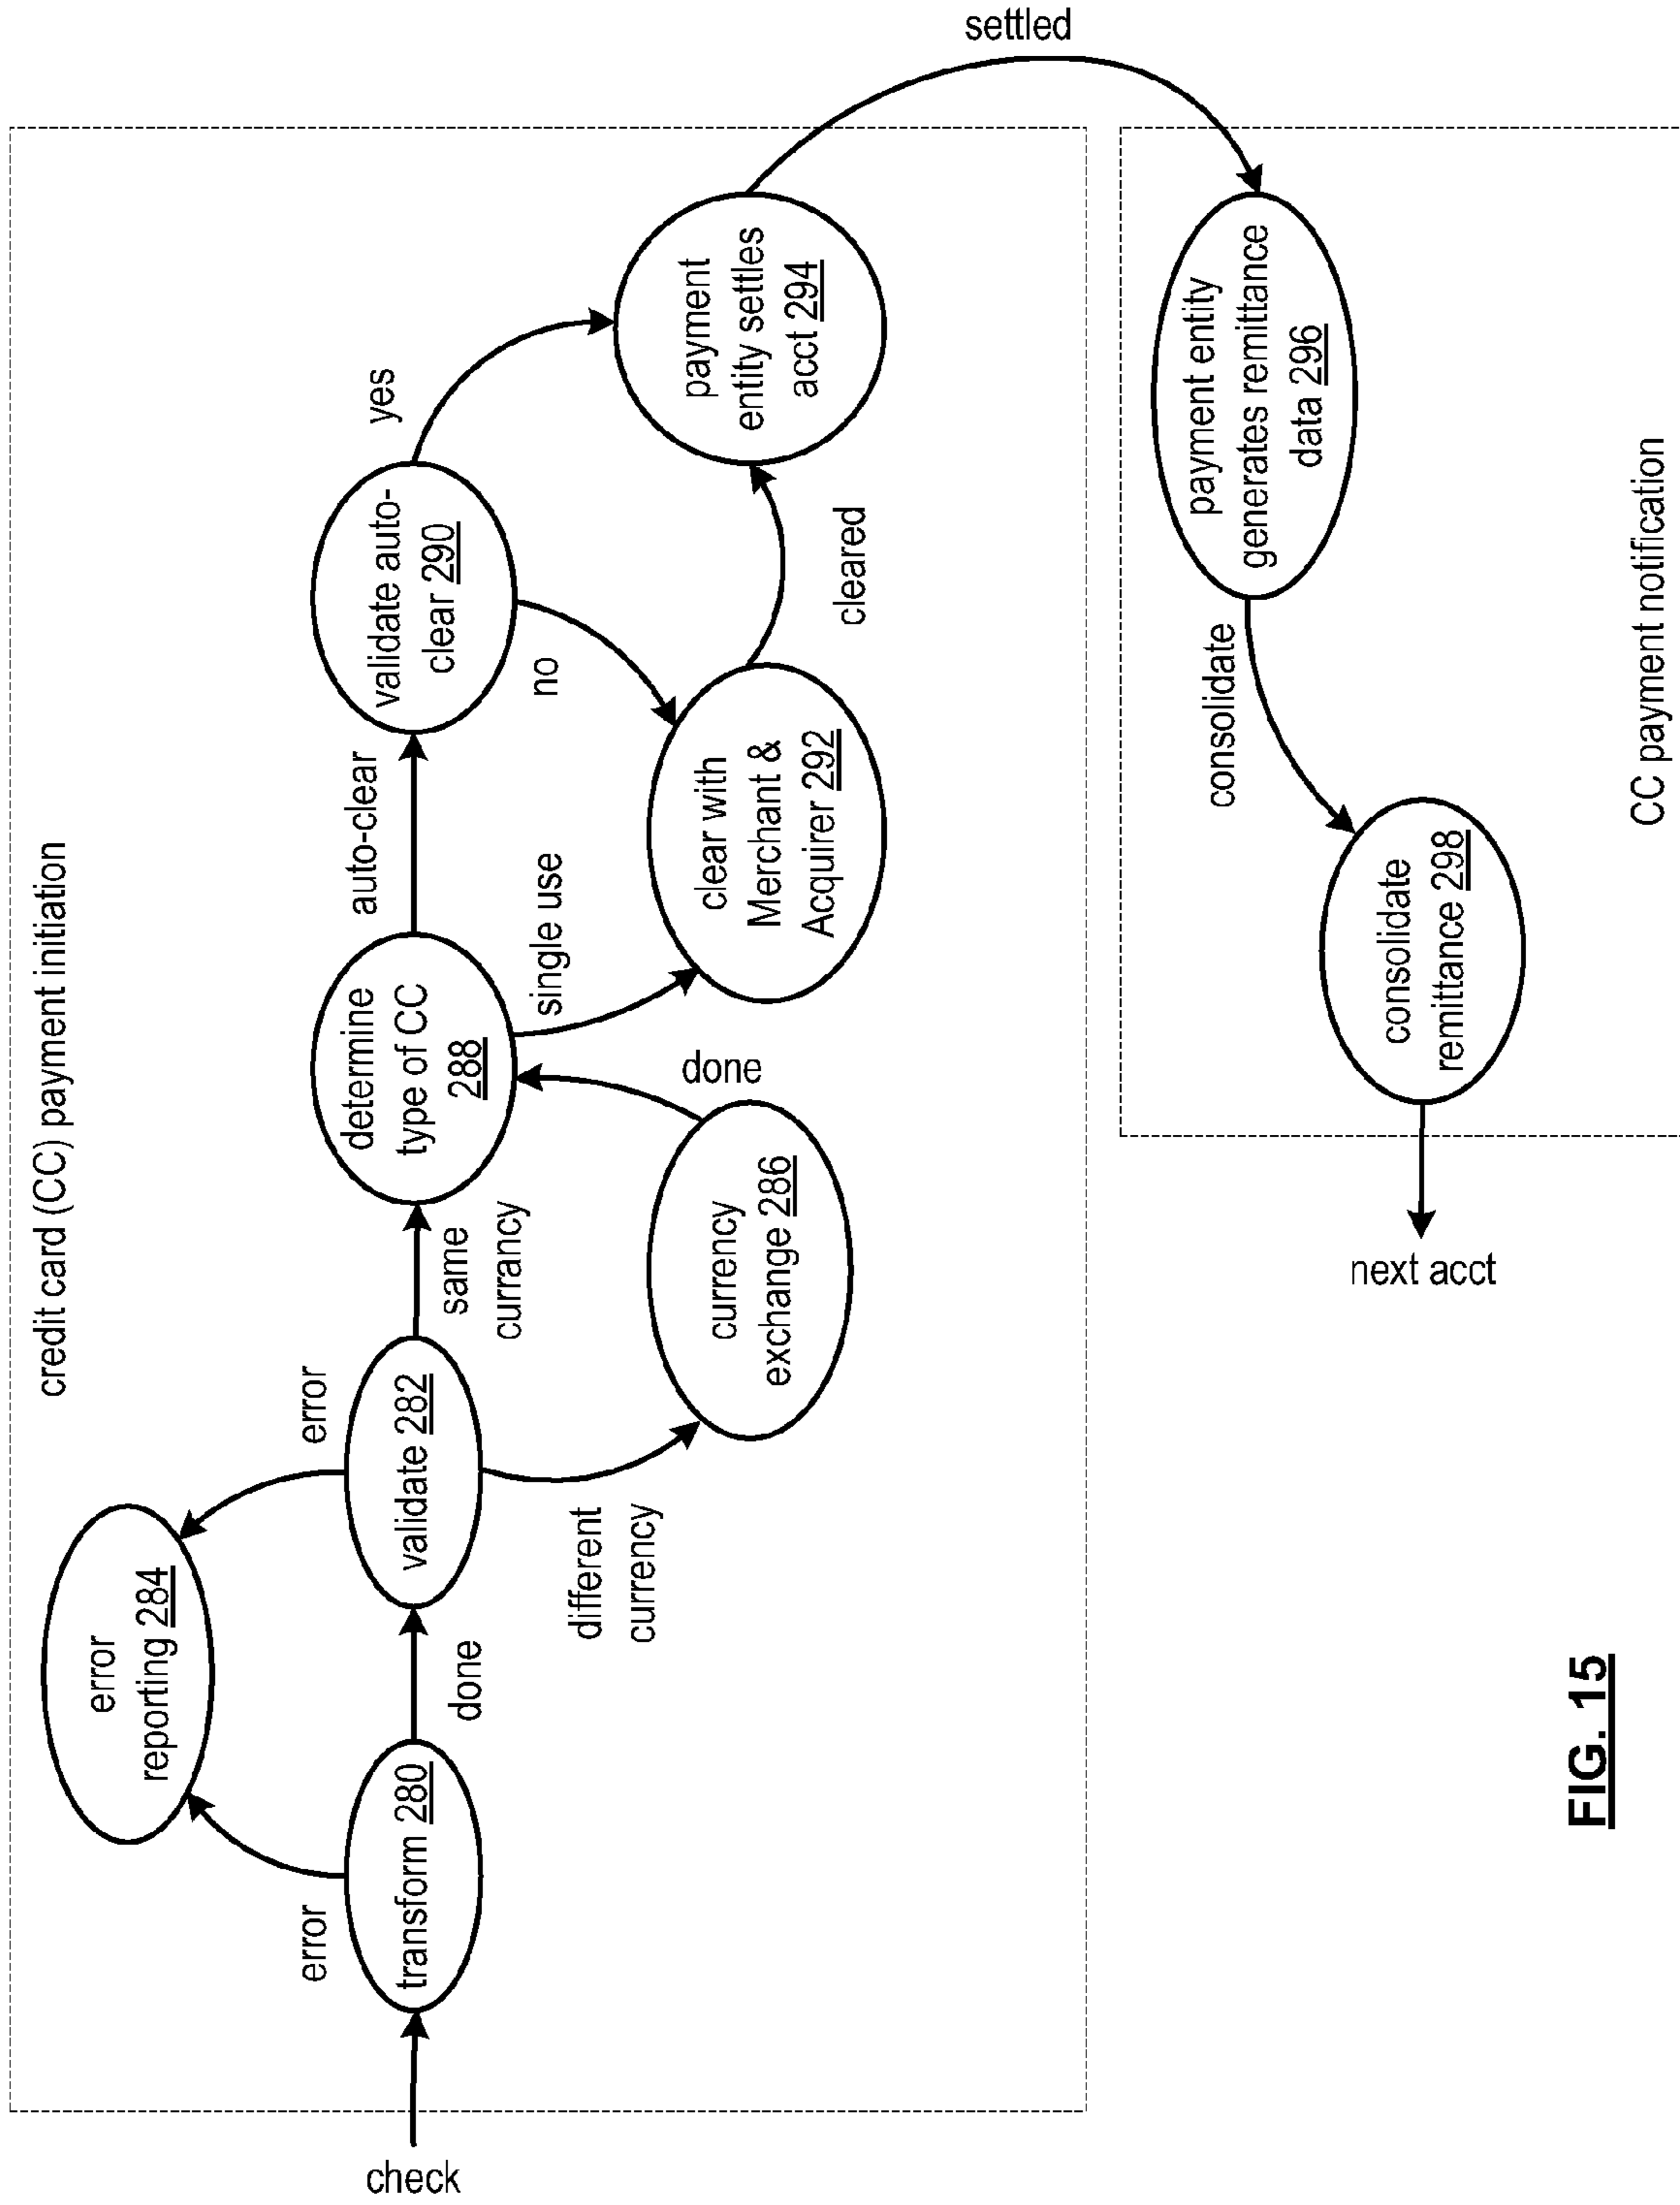 credit card (CC) payment initiation
error
reporting 284
error
error
check
transform 280
done
validate 282
same
currancy
different
currency
currency
exchange 286
done
determine
type of CC
288
auto-clear
single use
validate auto-
clear 290
yes
no
clear with
Merchant &
Acquirer 292
cleared
payment
entity settles
acct 294
settled
payment entity
generates remittance
data 296
consolidate
consolidate
remittance 298
next acct
CC payment notification
FIG. 15